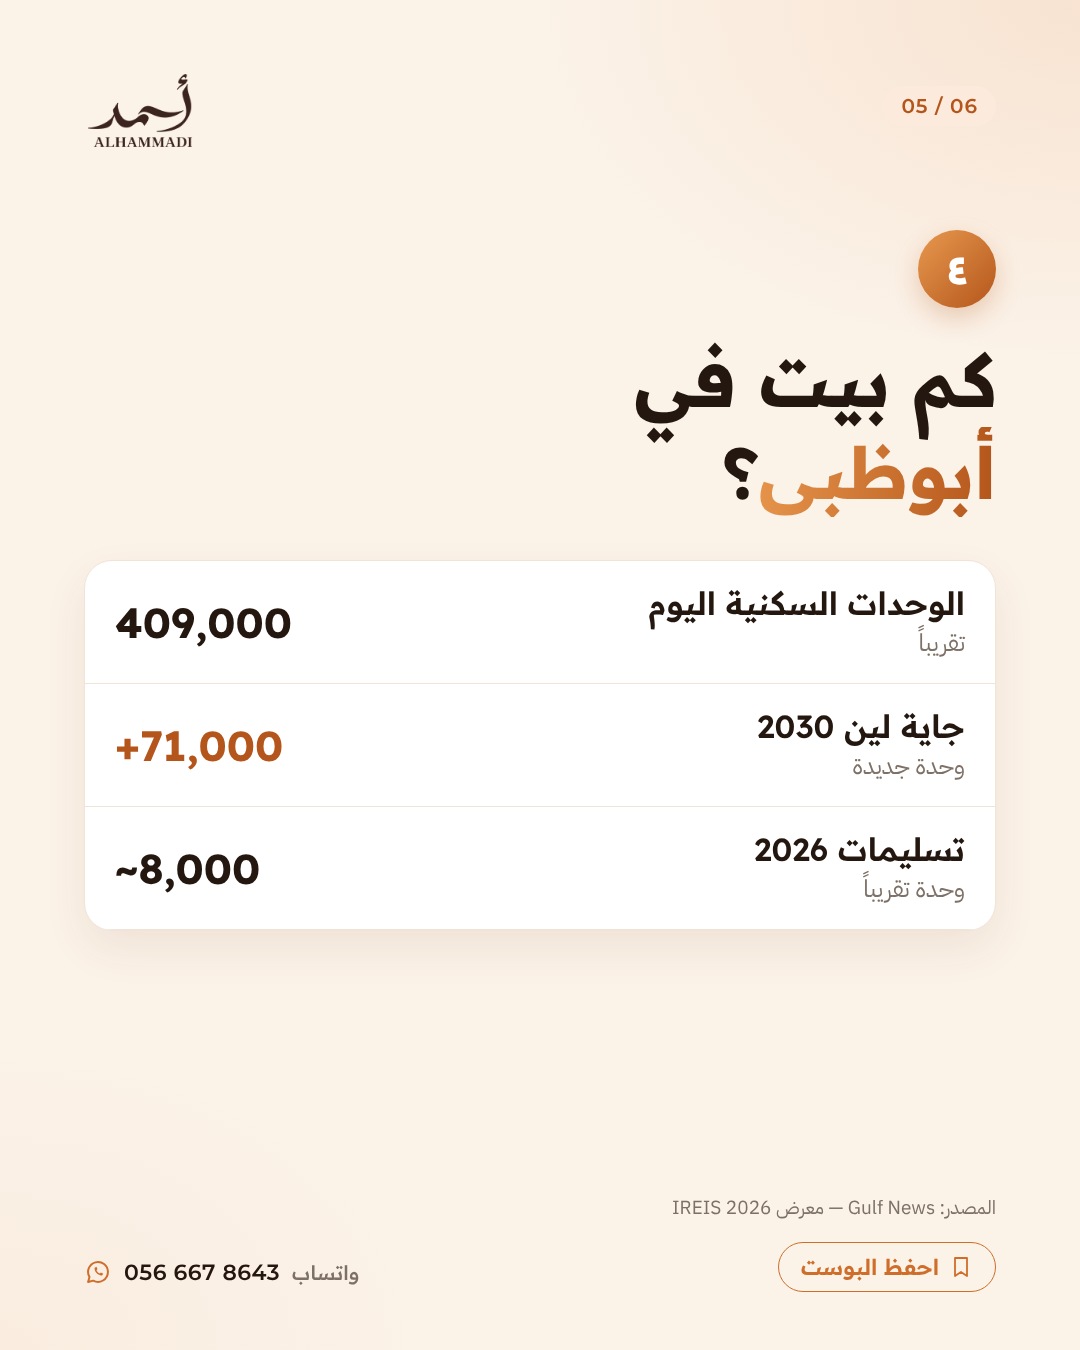 أحمد
ALHAMMADI
05 / 06
٤
كم بيت في
أبوظبي؟
الوحدات السكنية اليوم
تقريباً
409,000
جاية لين 2030
وحدة جديدة
+71,000
تسليمات 2026
وحدة تقريباً
~8,000
المصدر: Gulf News — معرض IREIS 2026
احفظ البوست
واتساب 056 667 8643